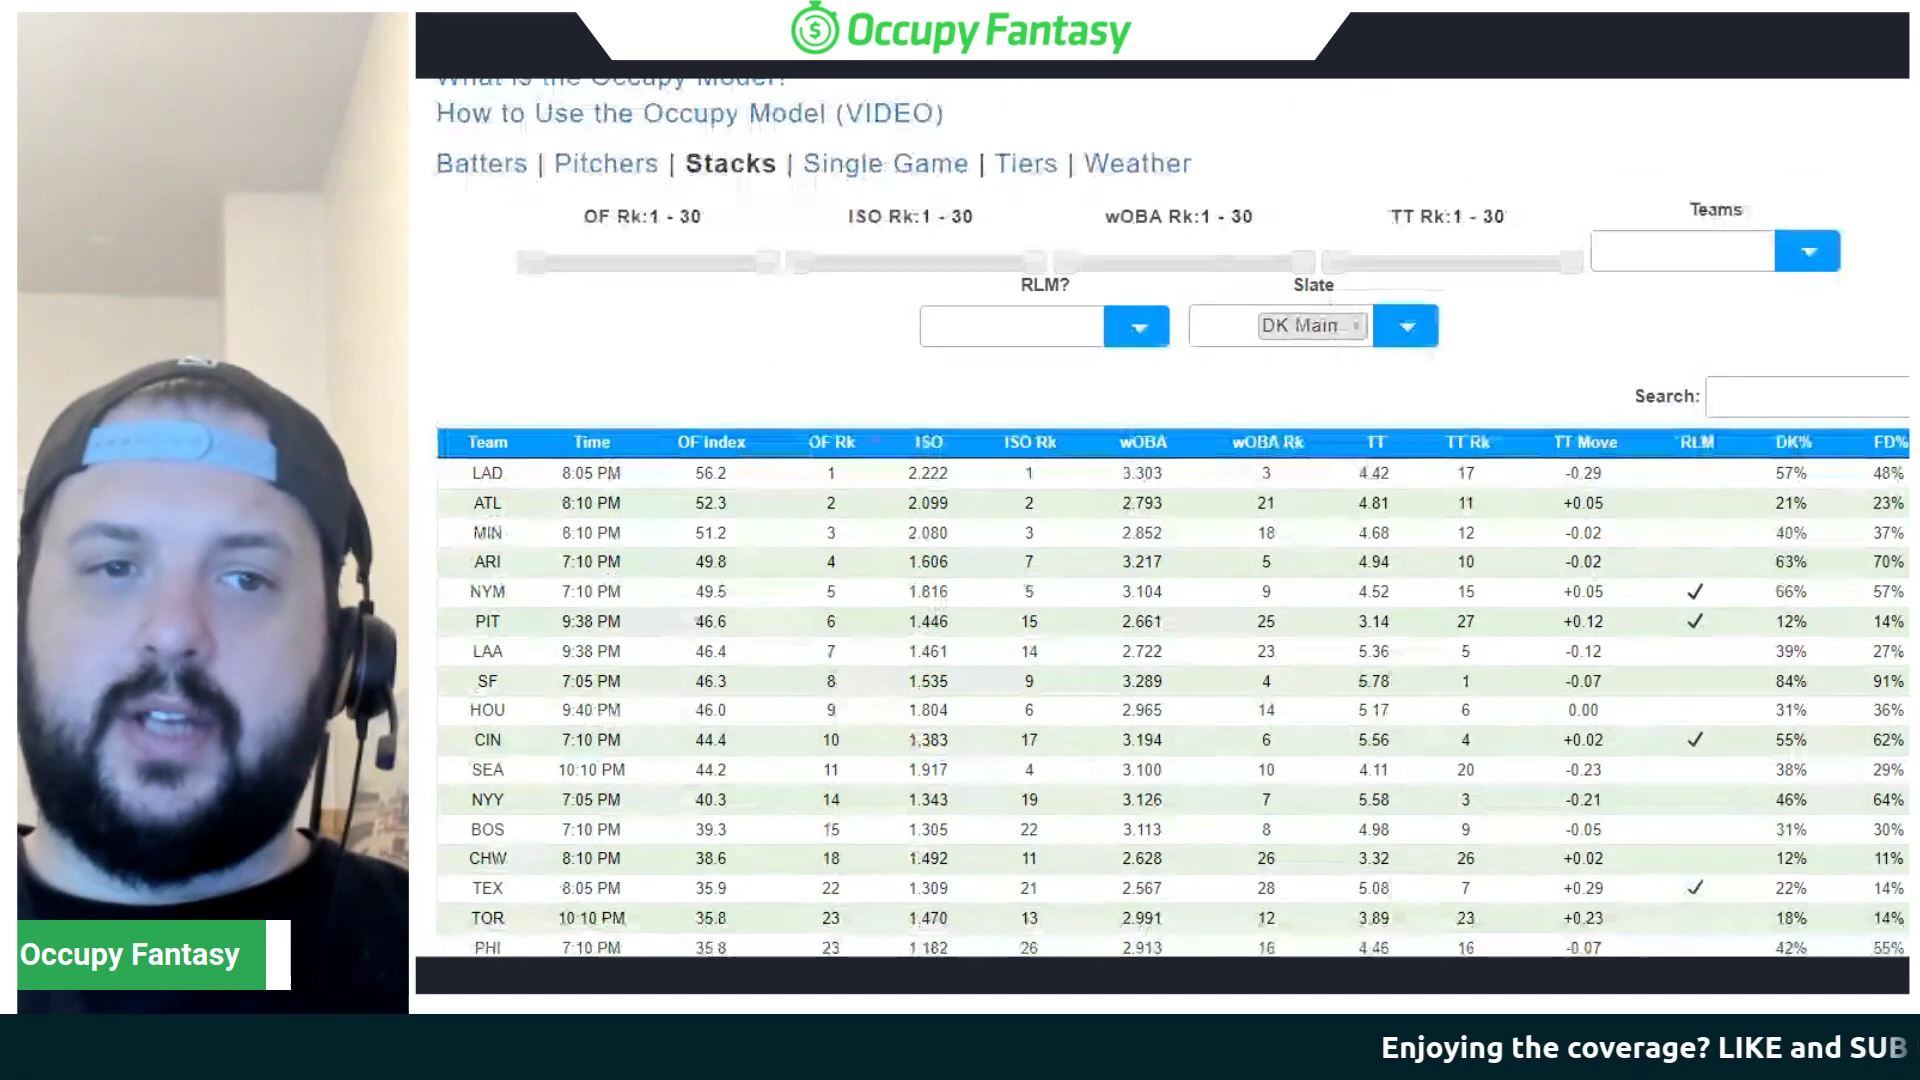 Occupy Fantasy
What is the Occupy Model?
How to Use the Occupy Model (VIDEO)
Batters | Pitchers | Stacks | Single Game | Tiers | Weather
OF Rk:1 - 30 ISO Rk:1 - 30 wOBA Rk:1 - 30 TT Rk:1 - 30 Teams
RLM? Slate
DK Main
Search:
Team Time OF Index OF Rk ISO ISO Rk wOBA wOBA Rk TT TT Rk TT Move RLM DK% FD%
LAD 8:05 PM 56.2 1 2.222 1 3.303 3 4.42 17 -0.29 57% 48%
ATL 8:10 PM 52.3 2 2.099 2 2.793 21 4.81 11 +0.05 21% 23%
MIN 8:10 PM 51.2 3 2.080 3 2.852 18 4.68 12 -0.02 40% 37%
ARI 7:10 PM 49.8 4 1.606 7 3.217 5 4.94 10 -0.02 63% 70%
NYM 7:10 PM 49.5 5 1.816 5 3.104 9 4.52 15 +0.05 ✓ 66% 57%
PIT 9:38 PM 46.6 6 1.446 15 2.661 25 3.14 27 +0.12 ✓ 12% 14%
LAA 9:38 PM 46.4 7 1.461 14 2.722 23 5.36 5 -0.12 39% 27%
SF 7:05 PM 46.3 8 1.535 9 3.289 4 5.78 1 -0.07 84% 91%
HOU 9:40 PM 46.0 9 1.804 6 2.965 14 5.17 6 0.00 31% 36%
CIN 7:10 PM 44.4 10 1.383 17 3.194 6 5.56 4 +0.02 ✓ 55% 62%
SEA 10:10 PM 44.2 11 1.917 4 3.100 10 4.11 20 -0.23 38% 29%
NYY 7:05 PM 40.3 14 1.343 19 3.126 7 5.58 3 -0.21 46% 64%
BOS 7:10 PM 39.3 15 1.305 22 3.113 8 4.98 9 -0.05 31% 30%
CHW 8:10 PM 38.6 18 1.492 11 2.628 26 3.32 26 +0.02 12% 11%
TEX 8:05 PM 35.9 22 1.309 21 2.567 28 5.08 7 +0.29 ✓ 22% 14%
TOR 10:10 PM 35.8 23 1.470 13 2.991 12 3.89 23 +0.23 18% 14%
PHI 7:10 PM 35.8 23 1.182 26 2.913 16 4.46 16 -0.07 42% 55%
Occupy Fantasy
Enjoying the coverage? LIKE and SUB